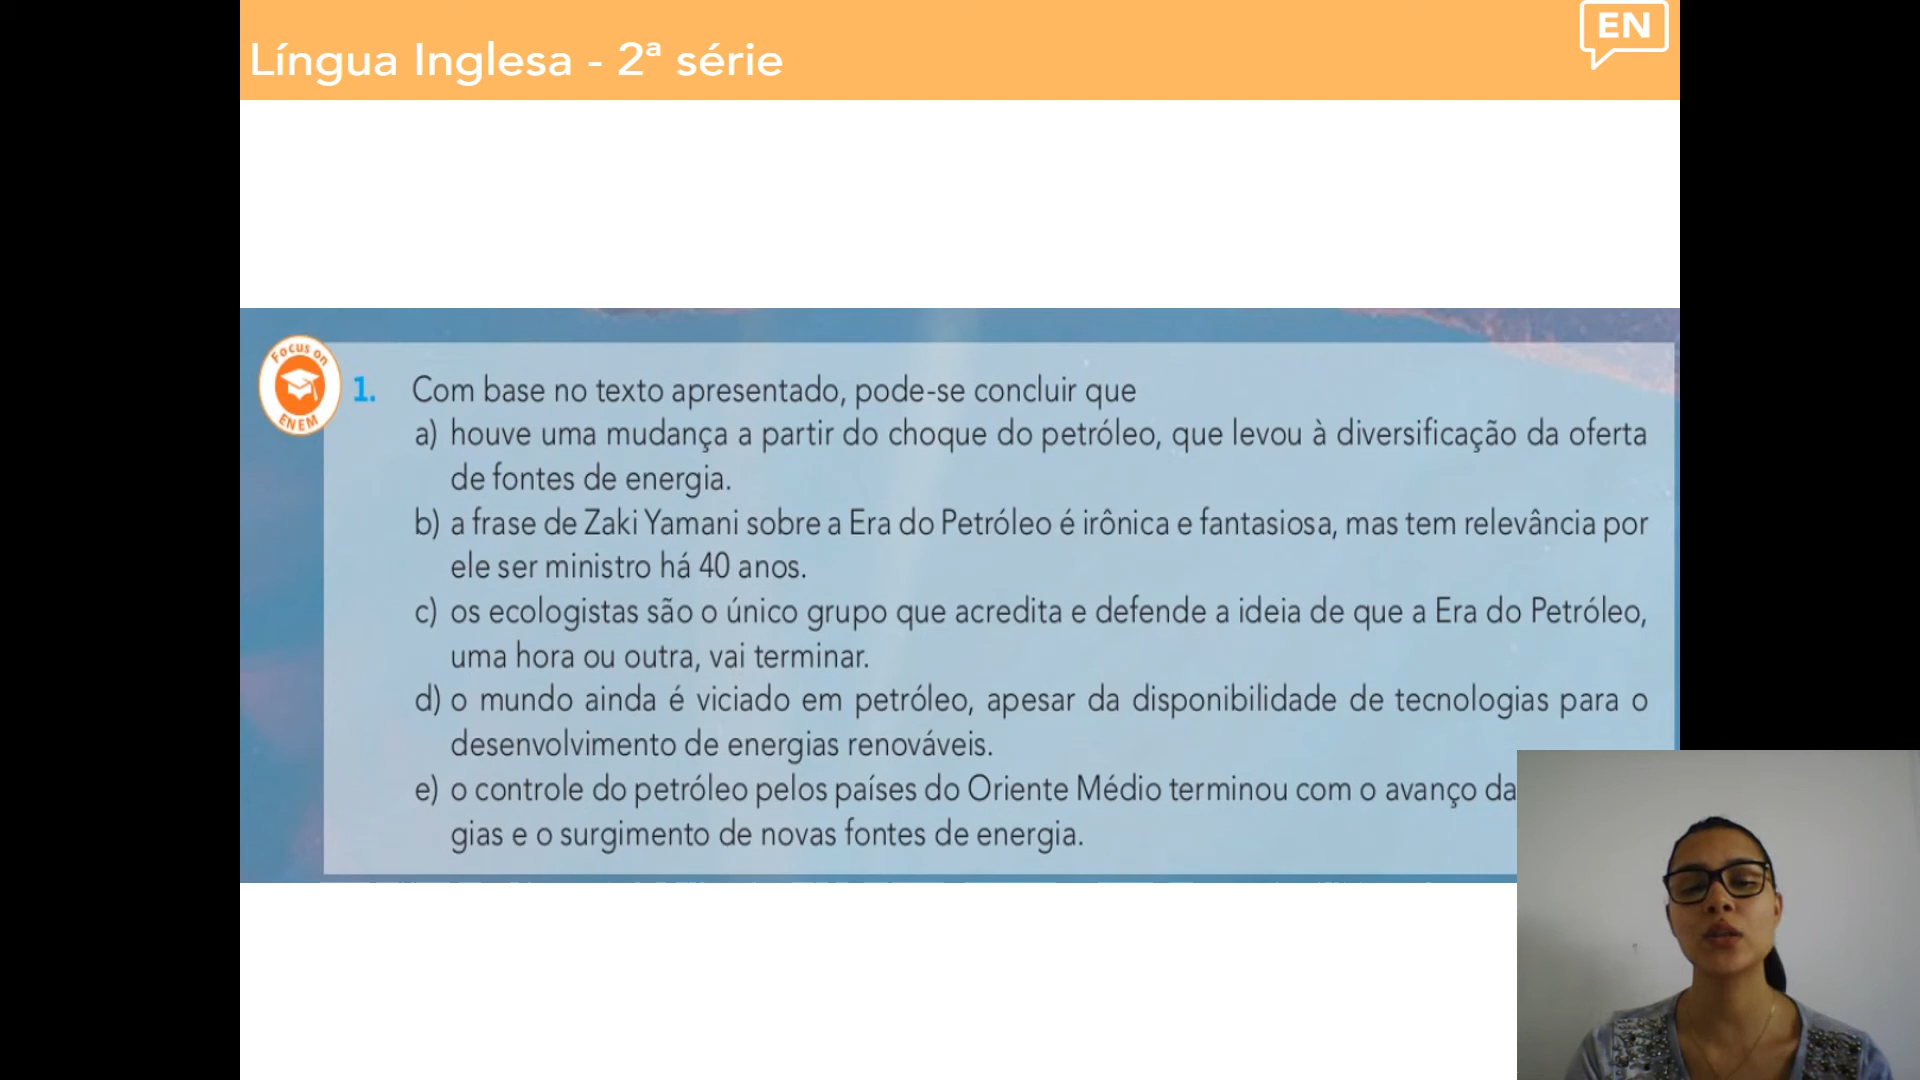 EN
Língua Inglesa - 2ª série
Focus on
ENEM
1. Com base no texto apresentado, pode-se concluir que
a) houve uma mudança a partir do choque do petróleo, que levou à diversificação da oferta
de fontes de energia.
b) a frase de Zaki Yamani sobre a Era do Petróleo é irônica e fantasiosa, mas tem relevância por
ele ser ministro há 40 anos.
c) os ecologistas são o único grupo que acredita e defende a ideia de que a Era do Petróleo,
uma hora ou outra, vai terminar.
d) o mundo ainda é viciado em petróleo, apesar da disponibilidade de tecnologias para o
desenvolvimento de energias renováveis.
e) o controle do petróleo pelos países do Oriente Médio terminou com o avanço da
gias e o surgimento de novas fontes de energia.